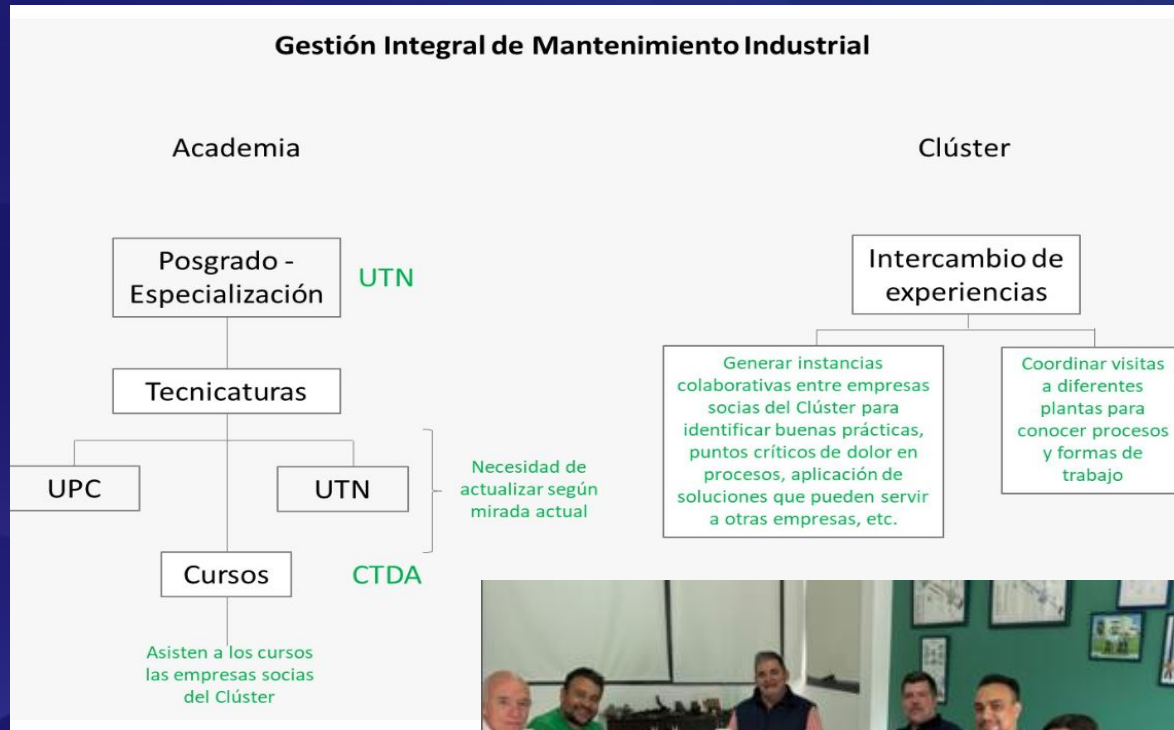 Gestión Integral de Mantenimiento Industrial
Academia
Posgrado -
Especialización
UTN
Tecnicaturas
UPC
UTN
Necesidad de
actualizar según
mirada actual
Cursos
CTDA
Asisten a los cursos
las empresas socias
del Clúster
Clúster
Intercambio de
experiencias
Generar instancias
colaborativas entre empresas
socias del Clúster para
identificar buenas prácticas,
puntos críticos de dolor en
procesos, aplicación de
soluciones que pueden servir
a otras empresas, etc.
Coordinar visitas
a diferentes
plantas para
conocer procesos
y formas de
trabajo